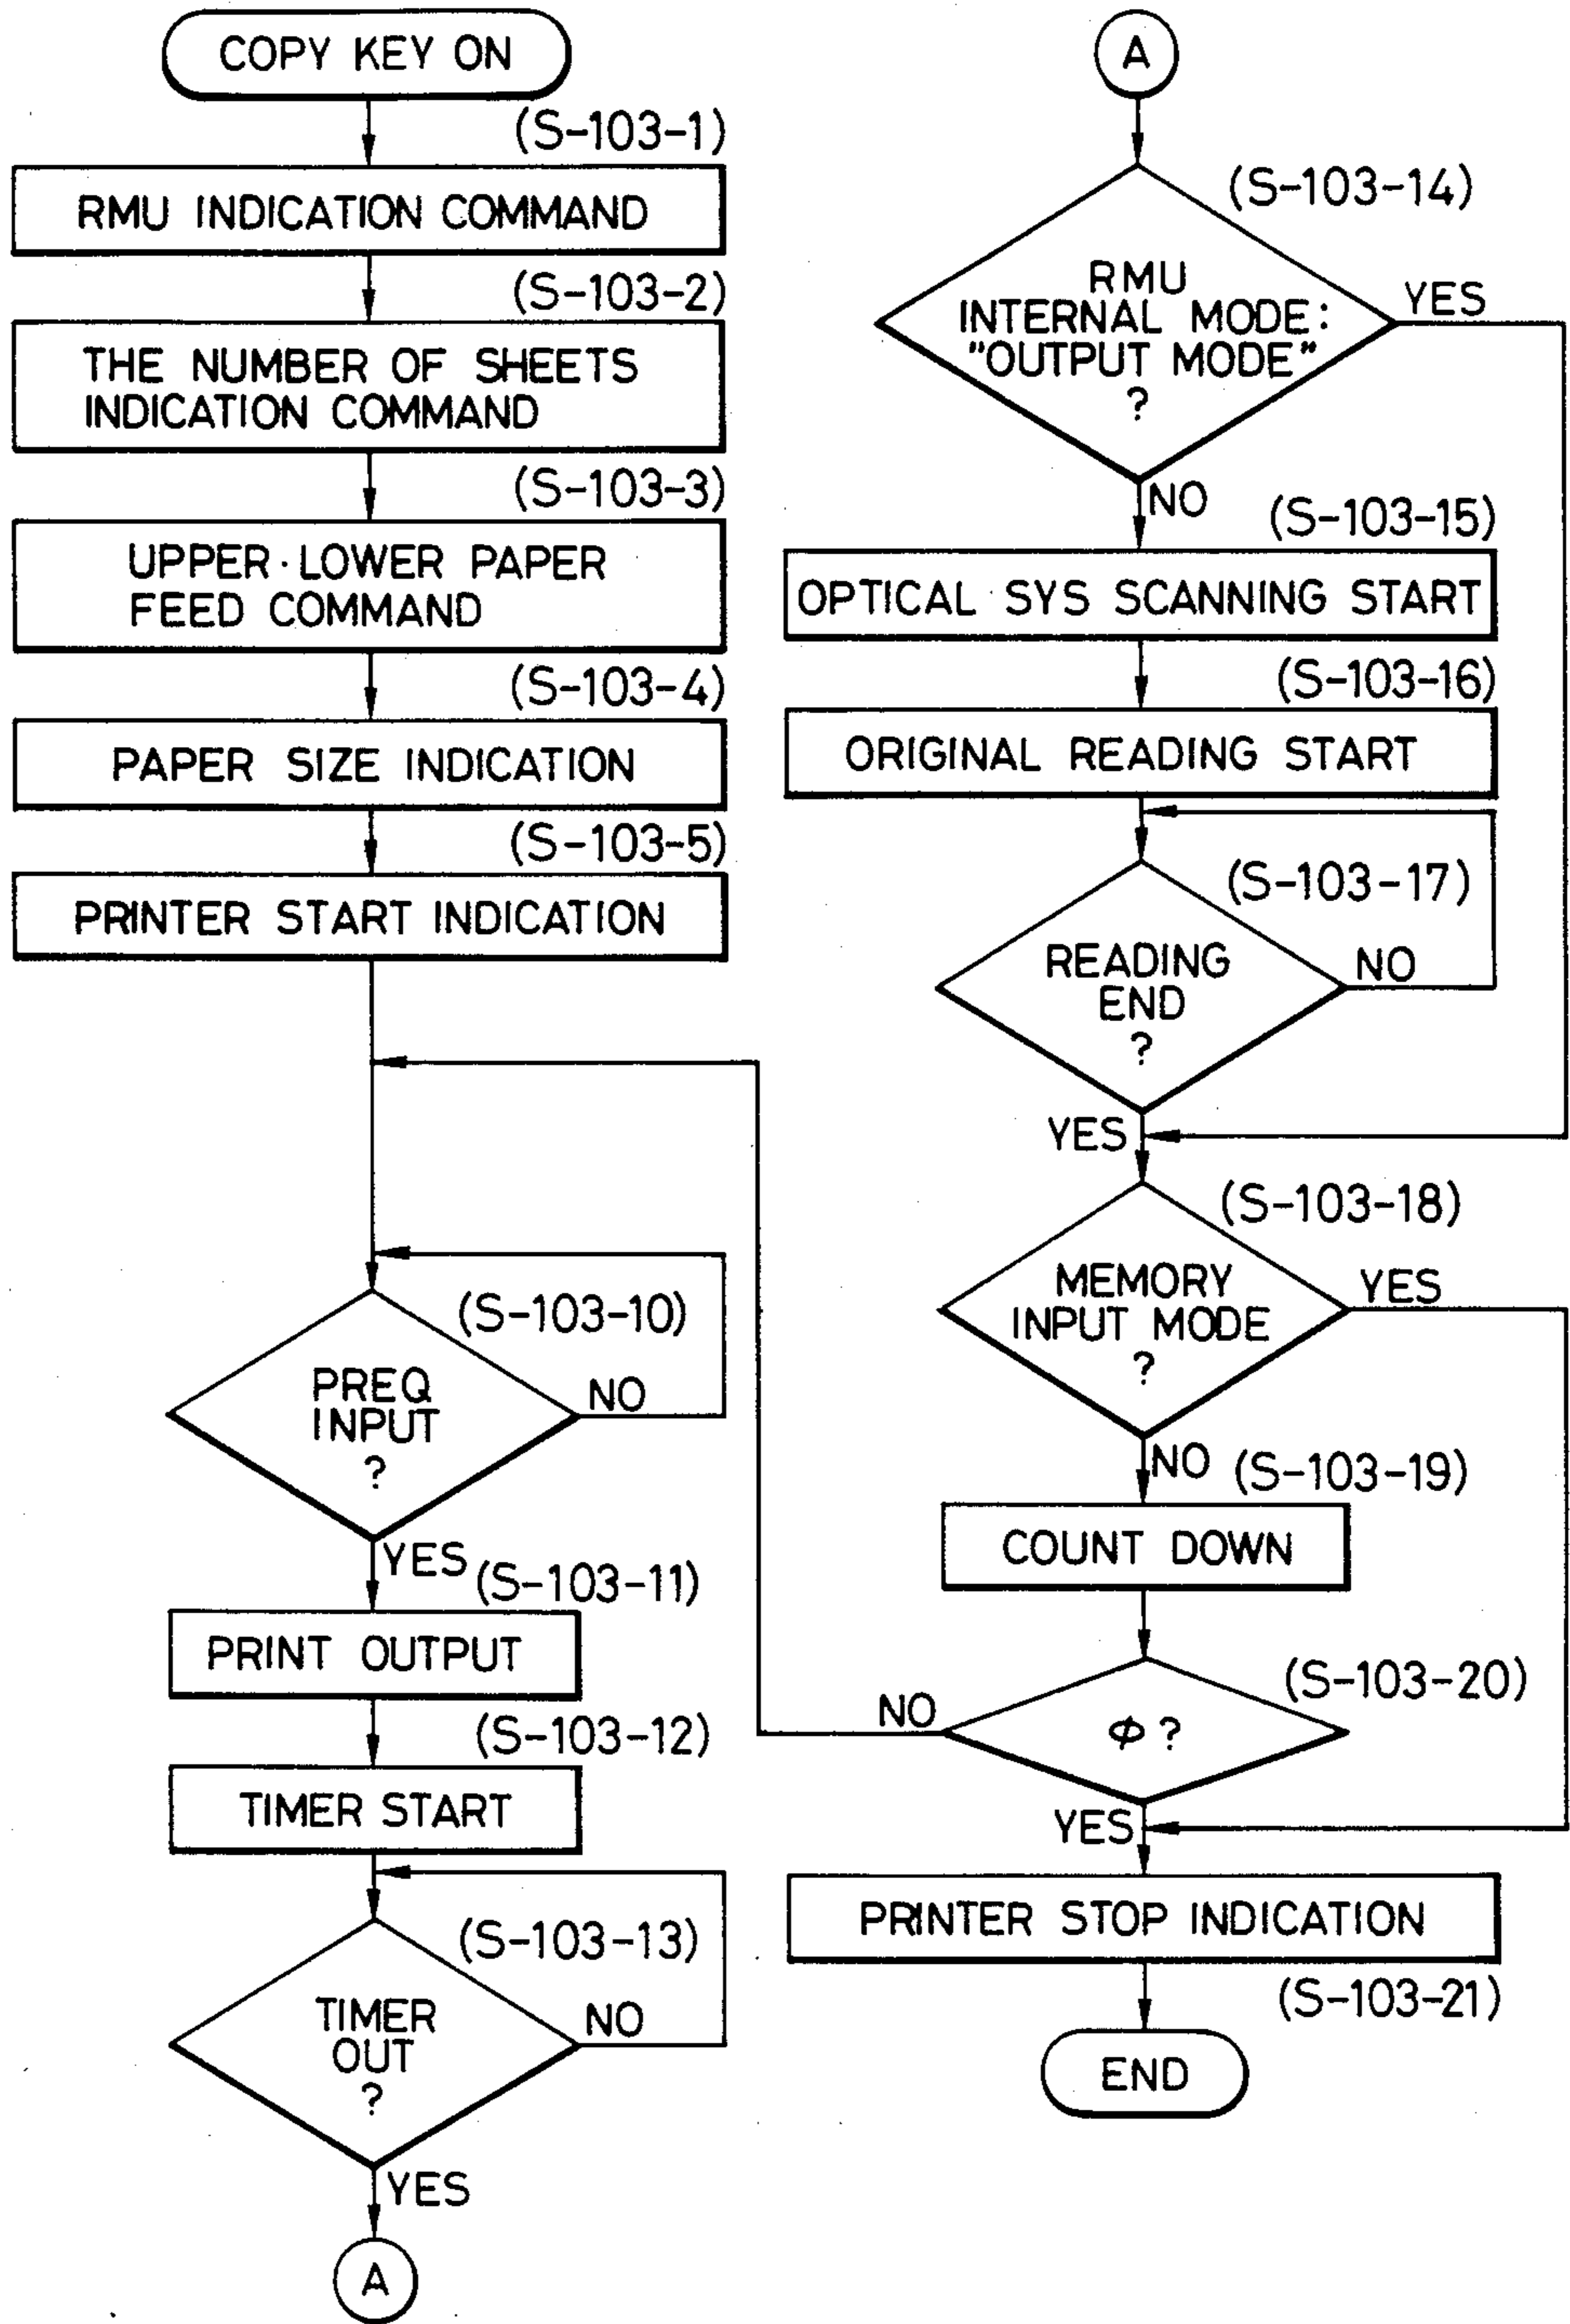 COPY KEY ON
(S-103-1)
RMU INDICATION COMMAND
(S-103-2)
THE NUMBER OF SHEETS
INDICATION COMMAND
(S-103-3)
UPPER·LOWER PAPER
FEED COMMAND
(S-103-4)
PAPER SIZE INDICATION
(S-103-5)
PRINTER START INDICATION
(S-103-10)
PREQ
INPUT
?
NO
YES
(S-103-11)
PRINT OUTPUT
(S-103-12)
TIMER START
(S-103-13)
TIMER
OUT
?
NO
YES
A
A
(S-103-14)
RMU
INTERNAL MODE:
"OUTPUT MODE"
?
YES
NO
(S-103-15)
OPTICAL SYS SCANNING START
(S-103-16)
ORIGINAL READING START
(S-103-17)
READING
END
?
NO
YES
(S-103-18)
MEMORY
INPUT MODE
?
YES
NO
(S-103-19)
COUNT DOWN
(S-103-20)
NO
φ ?
YES
PRINTER STOP INDICATION
(S-103-21)
END